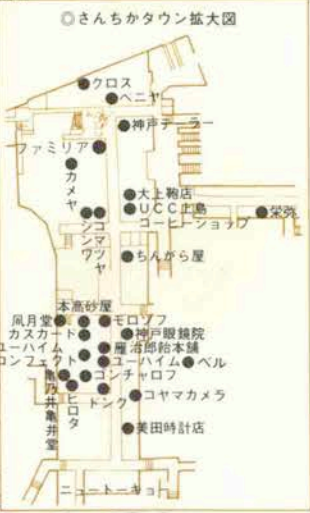 ◎さんちかタウン拡大図
クロス
ベニヤ
神戸テーラー
ファミリア
カメヤ
大上鞄店
UCC上島
コーヒーショップ
栄弥
コマツヤ
シンワ
ちんがら屋
本高砂屋
凮月堂
モロゾフ
カスカード
神戸眼鏡院
ユーハイム
コンフェクト
雁治郎飴本舗
ユーハイム
ベル
亀乃井亀井堂
コンチャロフ
ヒロタ
ドンク
コヤマカメラ
美田時計店
ニュートーキョー